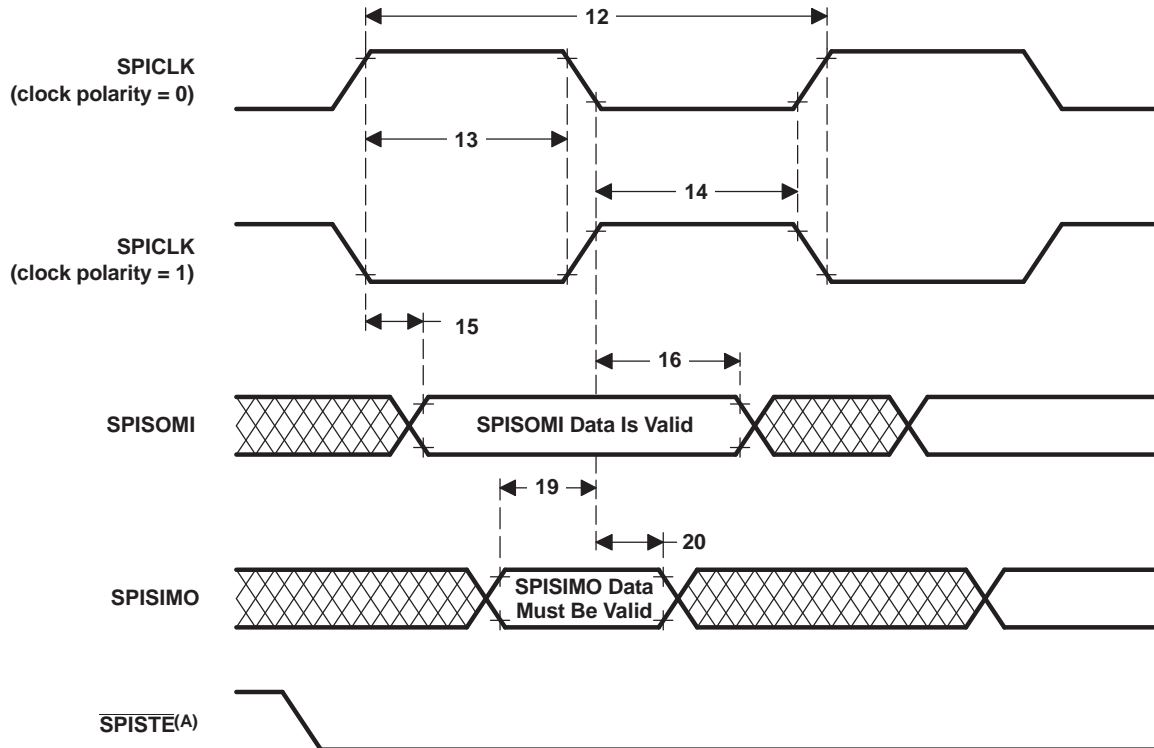 12
SPICLK
(clock polarity = 0)
13
14
SPICLK
(clock polarity = 1)
15
16
SPISOMI
SPISOMI Data Is Valid
19
20
SPISIMO
SPISIMO Data
Must Be Valid
SPISTE(A)